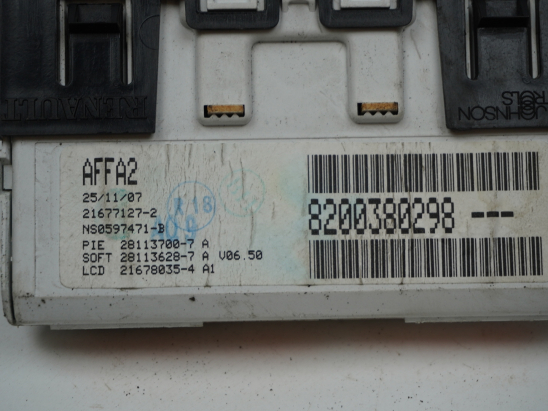 JOHNSON
AFFA2
25/11/07
21677127-2
NS0597471-B
PIE 28113700-7 A
SOFT 28113628-7 A V06.50
LCD 21678035-4 A1
8200380298 ---